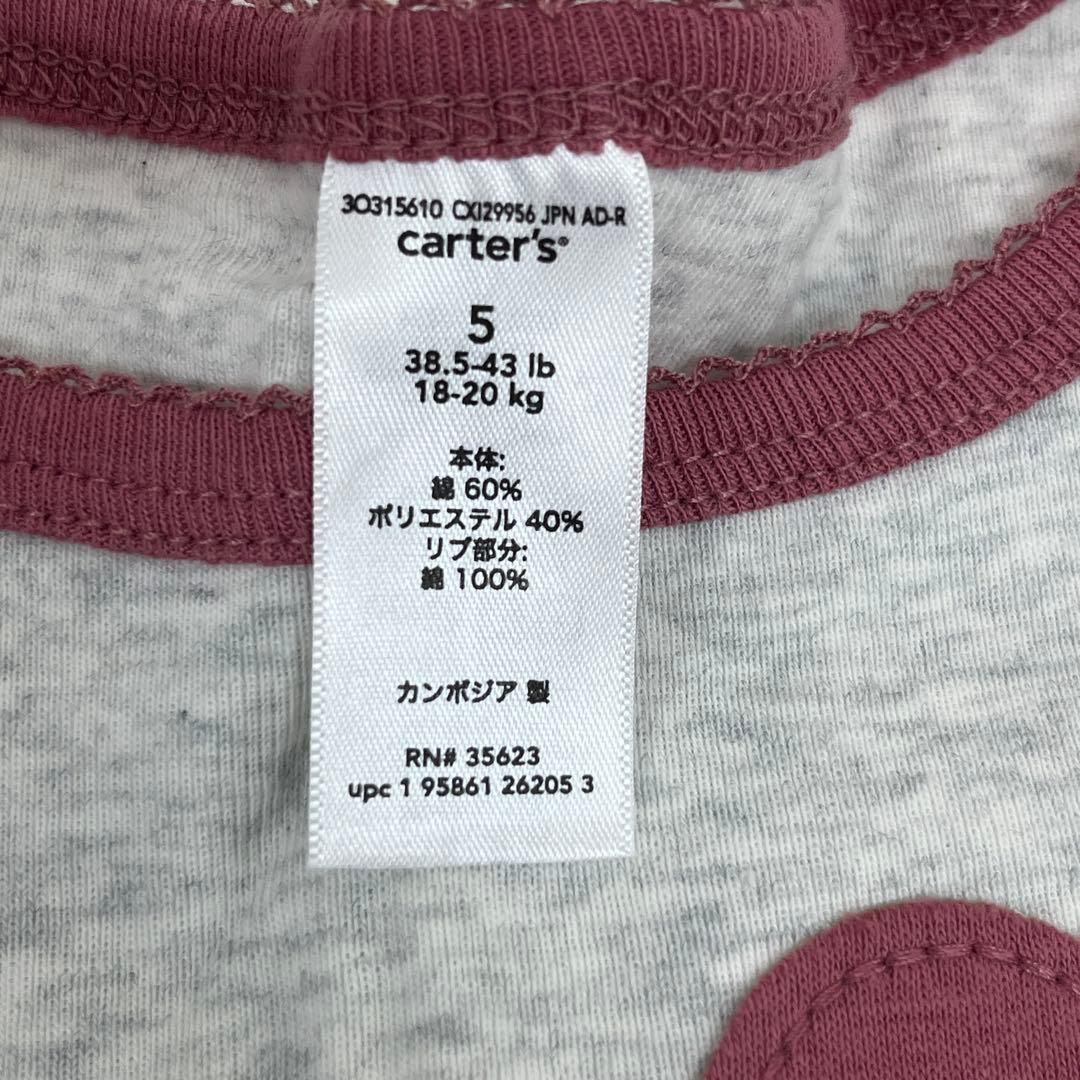 30315610 CX129956 JPN AD-R
carter's®
5
38.5-43 lb
18-20 kg
本体:
綿 60%
ポリエステル 40%
リブ部分:
綿 100%
カンボジア 製
RN# 35623
upc 1 95861 26205 3